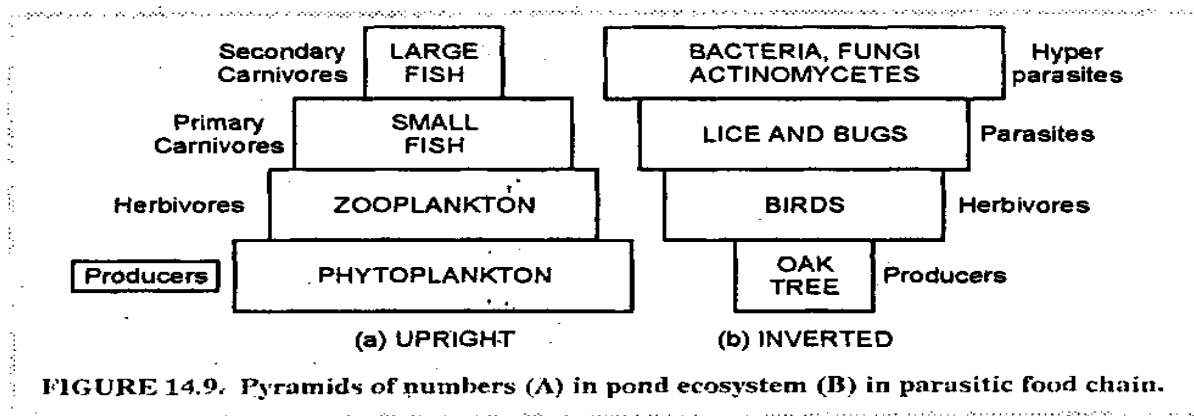 Secondary
Carnivores
LARGE
FISH
Primary
Carnivores
SMALL
FISH
Herbivores
ZOOPLANKTON
Producers
PHYTOPLANKTON
(a) UPRIGHT
BACTERIA, FUNGI
ACTINOMYCETES
Hyper
parasites
LICE AND BUGS
Parasites
BIRDS
Herbivores
OAK
TREE
Producers
(b) INVERTED
FIGURE 14.9. Pyramids of numbers (A) in pond ecosystem (B) in parasitic food chain.